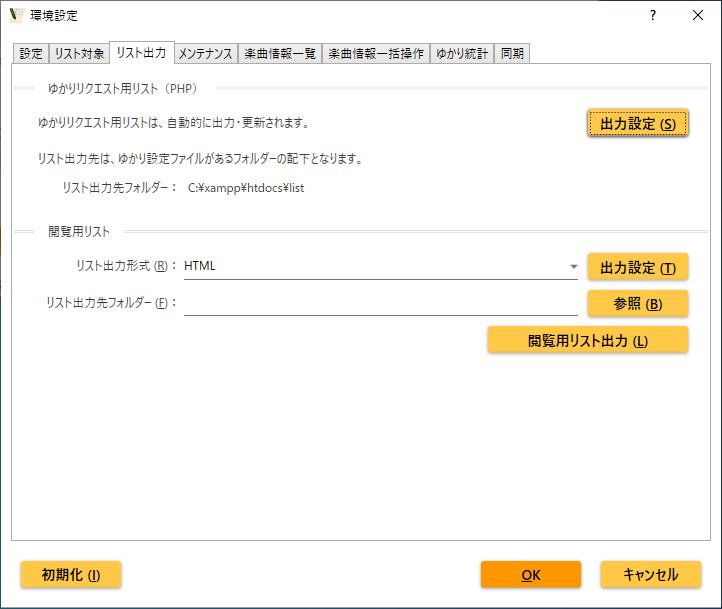 環境設定
?
設定 リスト対象 リスト出力 メンテナンス 楽曲情報一覧 楽曲情報一括操作 ゆかり統計 同期
ゆかりリクエスト用リスト（PHP）
ゆかりリクエスト用リストは、自動的に出力・更新されます。
出力設定 (S)
リスト出力先は、ゆかり設定ファイルがあるフォルダーの配下となります。
リスト出力先フォルダー： C:¥xampp¥htdocs¥list
閲覧用リスト
リスト出力形式 (R)： HTML
出力設定 (T)
リスト出力先フォルダー (F)：
参照 (B)
閲覧用リスト出力 (L)
初期化 (I)
OK
キャンセル